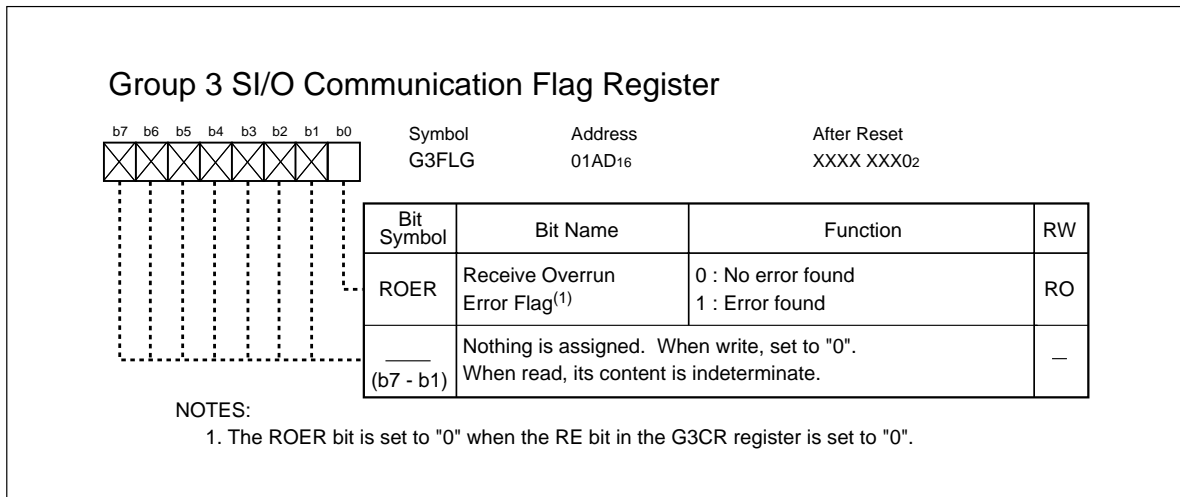 Group 3 SI/O Communication Flag Register
b7 b6 b5 b4 b3 b2 b1 b0
Symbol Address After Reset
G3FLG 01AD16 XXXX XXX02
Bit Symbol Bit Name Function RW
ROER Receive Overrun Error Flag(1) 0 : No error found RO
1 : Error found
(b7 - b1) Nothing is assigned. When write, set to "0". —
When read, its content is indeterminate.
NOTES:
1. The ROER bit is set to "0" when the RE bit in the G3CR register is set to "0".